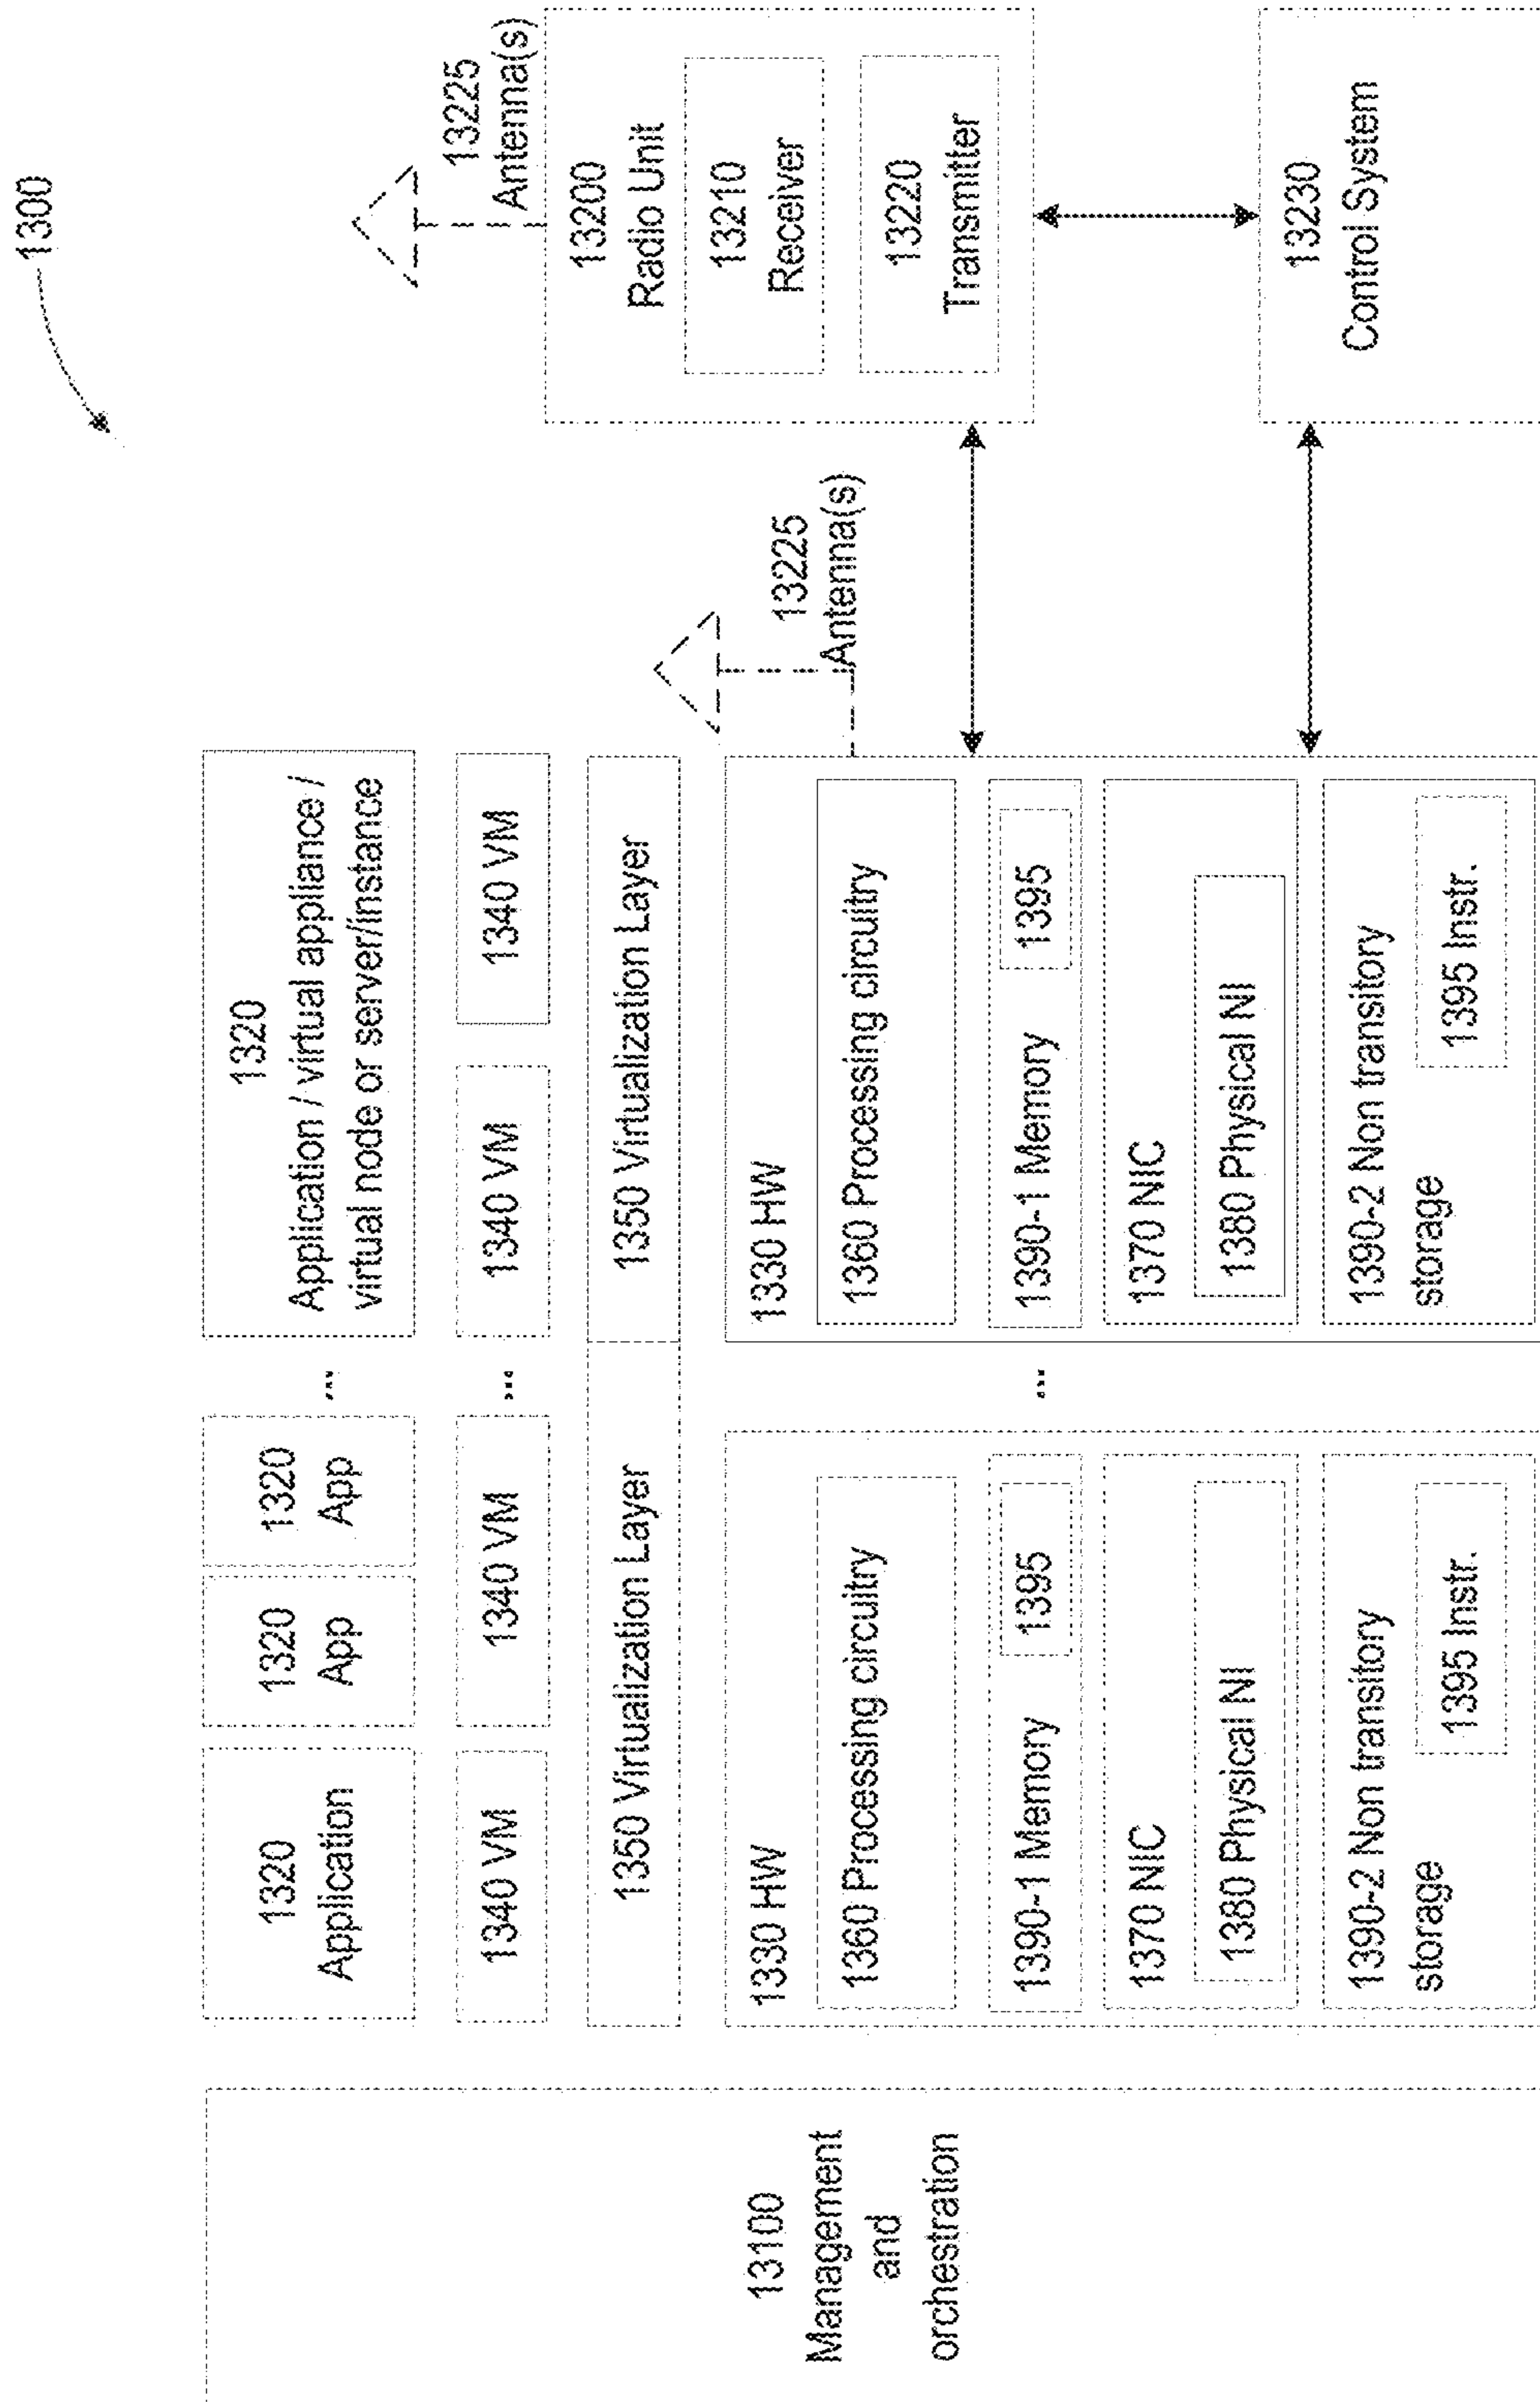 1300
13100
Management
and
orchestration
1320
Application
1320
App
1320
App
...
1320
Application / virtual appliance /
virtual node or server/instance
1340 VM
1340 VM
...
1340 VM
1340 VM
1350 Virtualization Layer
1350 Virtualization Layer
1330 HW
1360 Processing circuitry
1390-1 Memory
1395
1370 NIC
1380 Physical NI
1390-2 Non transitory
storage
1395 Instr.
...
1330 HW
1360 Processing circuitry
1390-1 Memory
1395
1370 NIC
1380 Physical NI
1390-2 Non transitory
storage
1395 Instr.
13225
Antenna(s)
13225
Antenna(s)
13200
Radio Unit
13210
Receiver
13220
Transmitter
13230
Control System